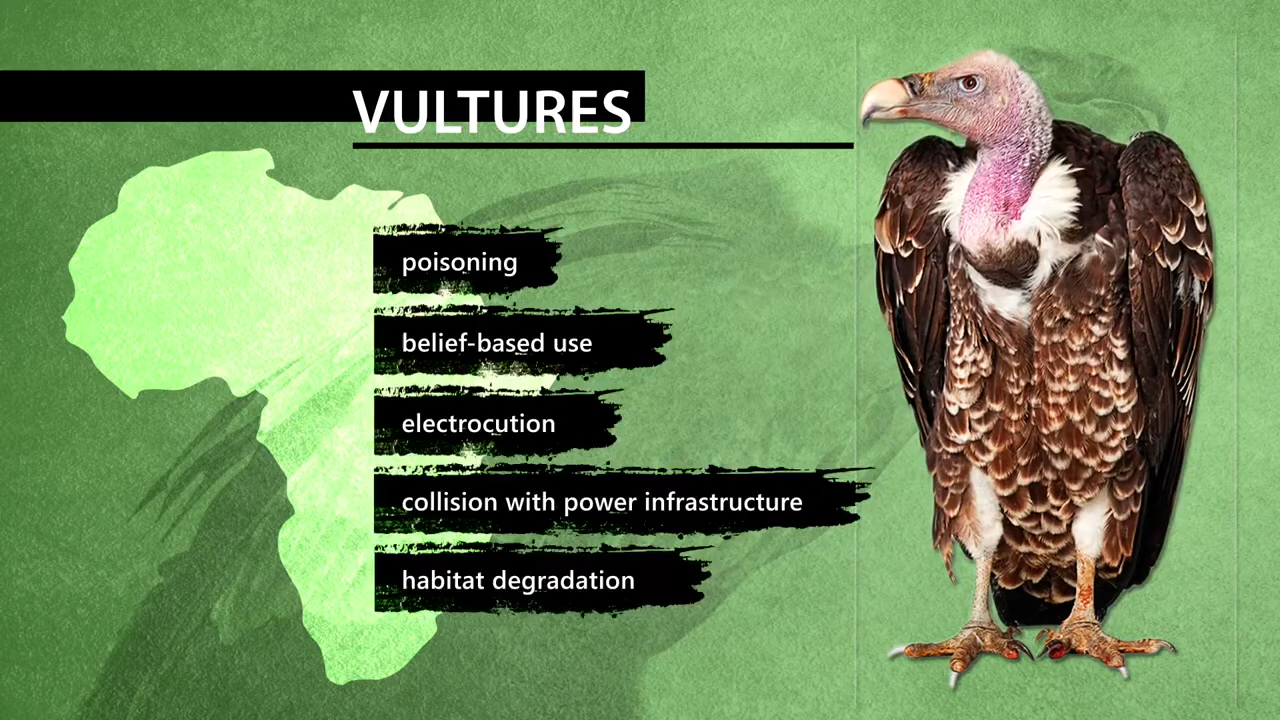 VULTURES
poisoning
belief-based use
electrocution
collision with power infrastructure
habitat degradation